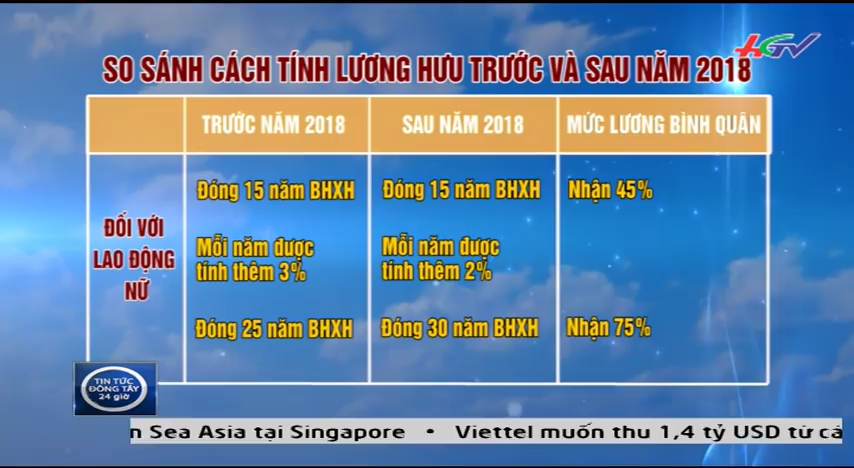 HGTV
SO SÁNH CÁCH TÍNH LƯƠNG HƯU TRƯỚC VÀ SAU NĂM 2018
TRƯỚC NĂM 2018
SAU NĂM 2018
MỨC LƯƠNG BÌNH QUÂN
ĐỐI VỚI
LAO ĐỘNG
NỮ
Đóng 15 năm BHXH
Đóng 15 năm BHXH
Nhận 45%
Mỗi năm được
tính thêm 3%
Mỗi năm được
tính thêm 2%
Đóng 25 năm BHXH
Đóng 30 năm BHXH
Nhận 75%
TIN TỨC
ĐÔNG TÂY
24 giờ
n Sea Asia tại Singapore • Viettel muốn thu 1,4 tỷ USD từ cá